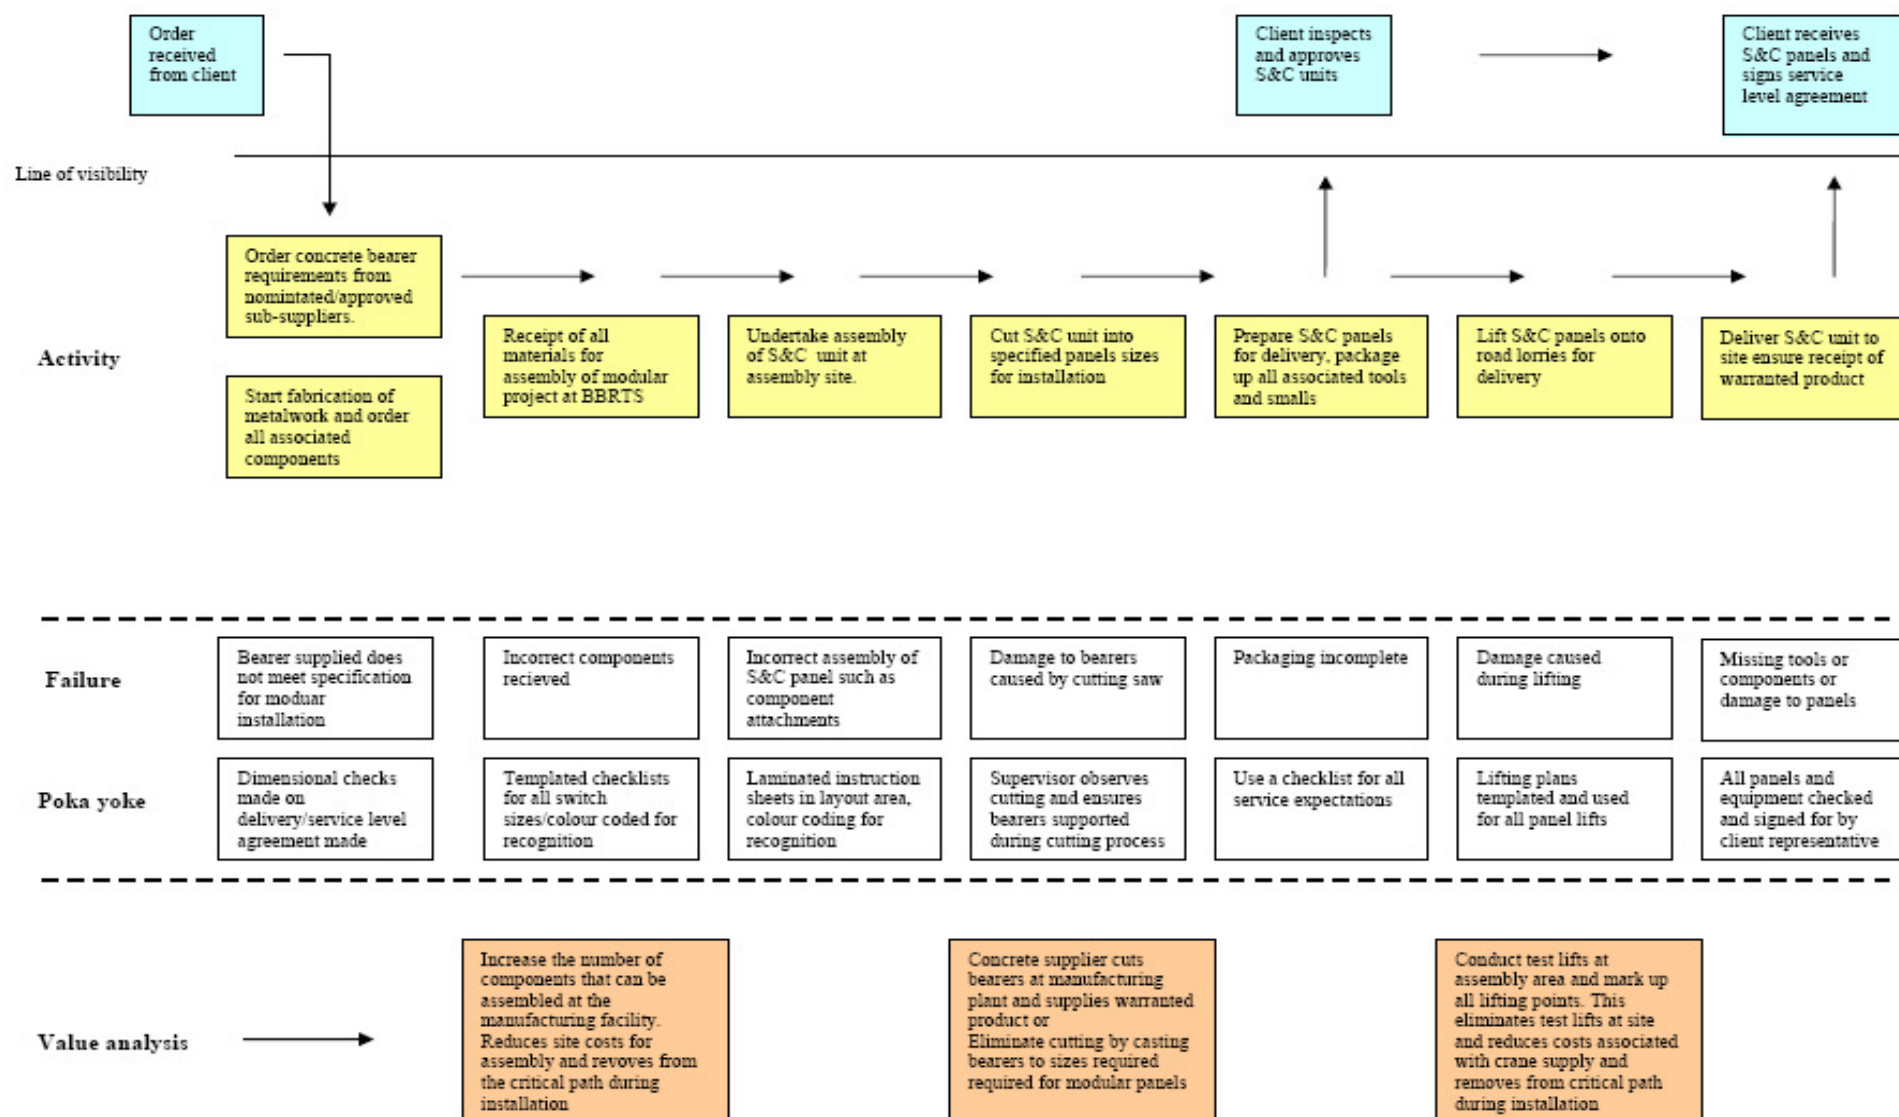 Order
received
from client
Client inspects
and approves
S&C units
Client receives
S&C panels and
signs service
level agreement
Line of visibility
Activity
Order concrete bearer
requirements from
nomintated/approved
sub-suppliers.
Start fabrication of
metalwork and order
all associated
components
Receipt of all
materials for
assembly of modular
project at BBRTS
Undertake assembly
of S&C unit at
assembly site.
Cut S&C unit into
specified panels sizes
for installation
Prepare S&C panels
for delivery, package
up all associated tools
and smalls
Lift S&C panels onto
road lorries for
delivery
Deliver S&C unit to
site ensure receipt of
warranted product
Failure
Bearer supplied does
not meet specification
for moduar
installation
Incorrect components
recieved
Incorrect assembly of
S&C panel such as
component
attachments
Damage to bearers
caused by cutting saw
Packaging incomplete
Damage caused
during lifting
Missing tools or
components or
damage to panels
Poka yoke
Dimensional checks
made on
delivery/service level
agreement made
Templated checklists
for all switch
sizes/colour coded for
recognition
Laminated instruction
sheets in layout area,
colour coding for
recognition
Supervisor observes
cutting and ensures
bearers supported
during cutting process
Use a checklist for all
service expectations
Lifting plans
templated and used
for all panel lifts
All panels and
equipment checked
and signed for by
client representative
Value analysis
Increase the number of
components that can be
assembled at the
manufacturing facility.
Reduces site costs for
assembly and revoves from
the critical path during
installation
Concrete supplier cuts
bearers at manufacturing
plant and supplies warranted
product or
Eliminate cutting by casting
bearers to sizes required
required for modular panels
Conduct test lifts at
assembly area and mark up
all lifting points. This
eliminates test lifts at site
and reduces costs associated
with crane supply and
removes from critical path
during installation